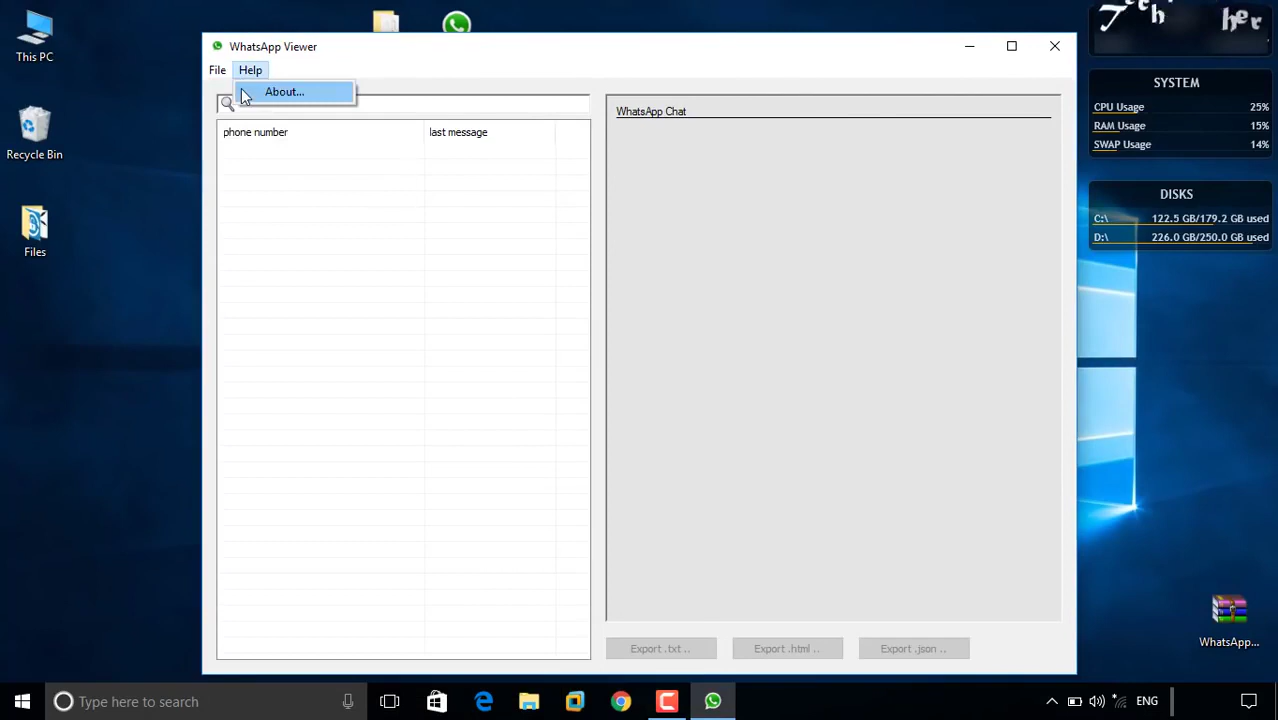 This PC
Recycle Bin
Files
WhatsApp Viewer
File
Help
About...
phone number
last message
WhatsApp Chat
Export .txt ..
Export .html ..
Export .json ..
Tech her
SYSTEM
CPU Usage 25%
RAM Usage 15%
SWAP Usage 14%
DISKS
C:\ 122.5 GB/179.2 GB used
D:\ 226.0 GB/250.0 GB used
WhatsApp...
Type here to search
ENG